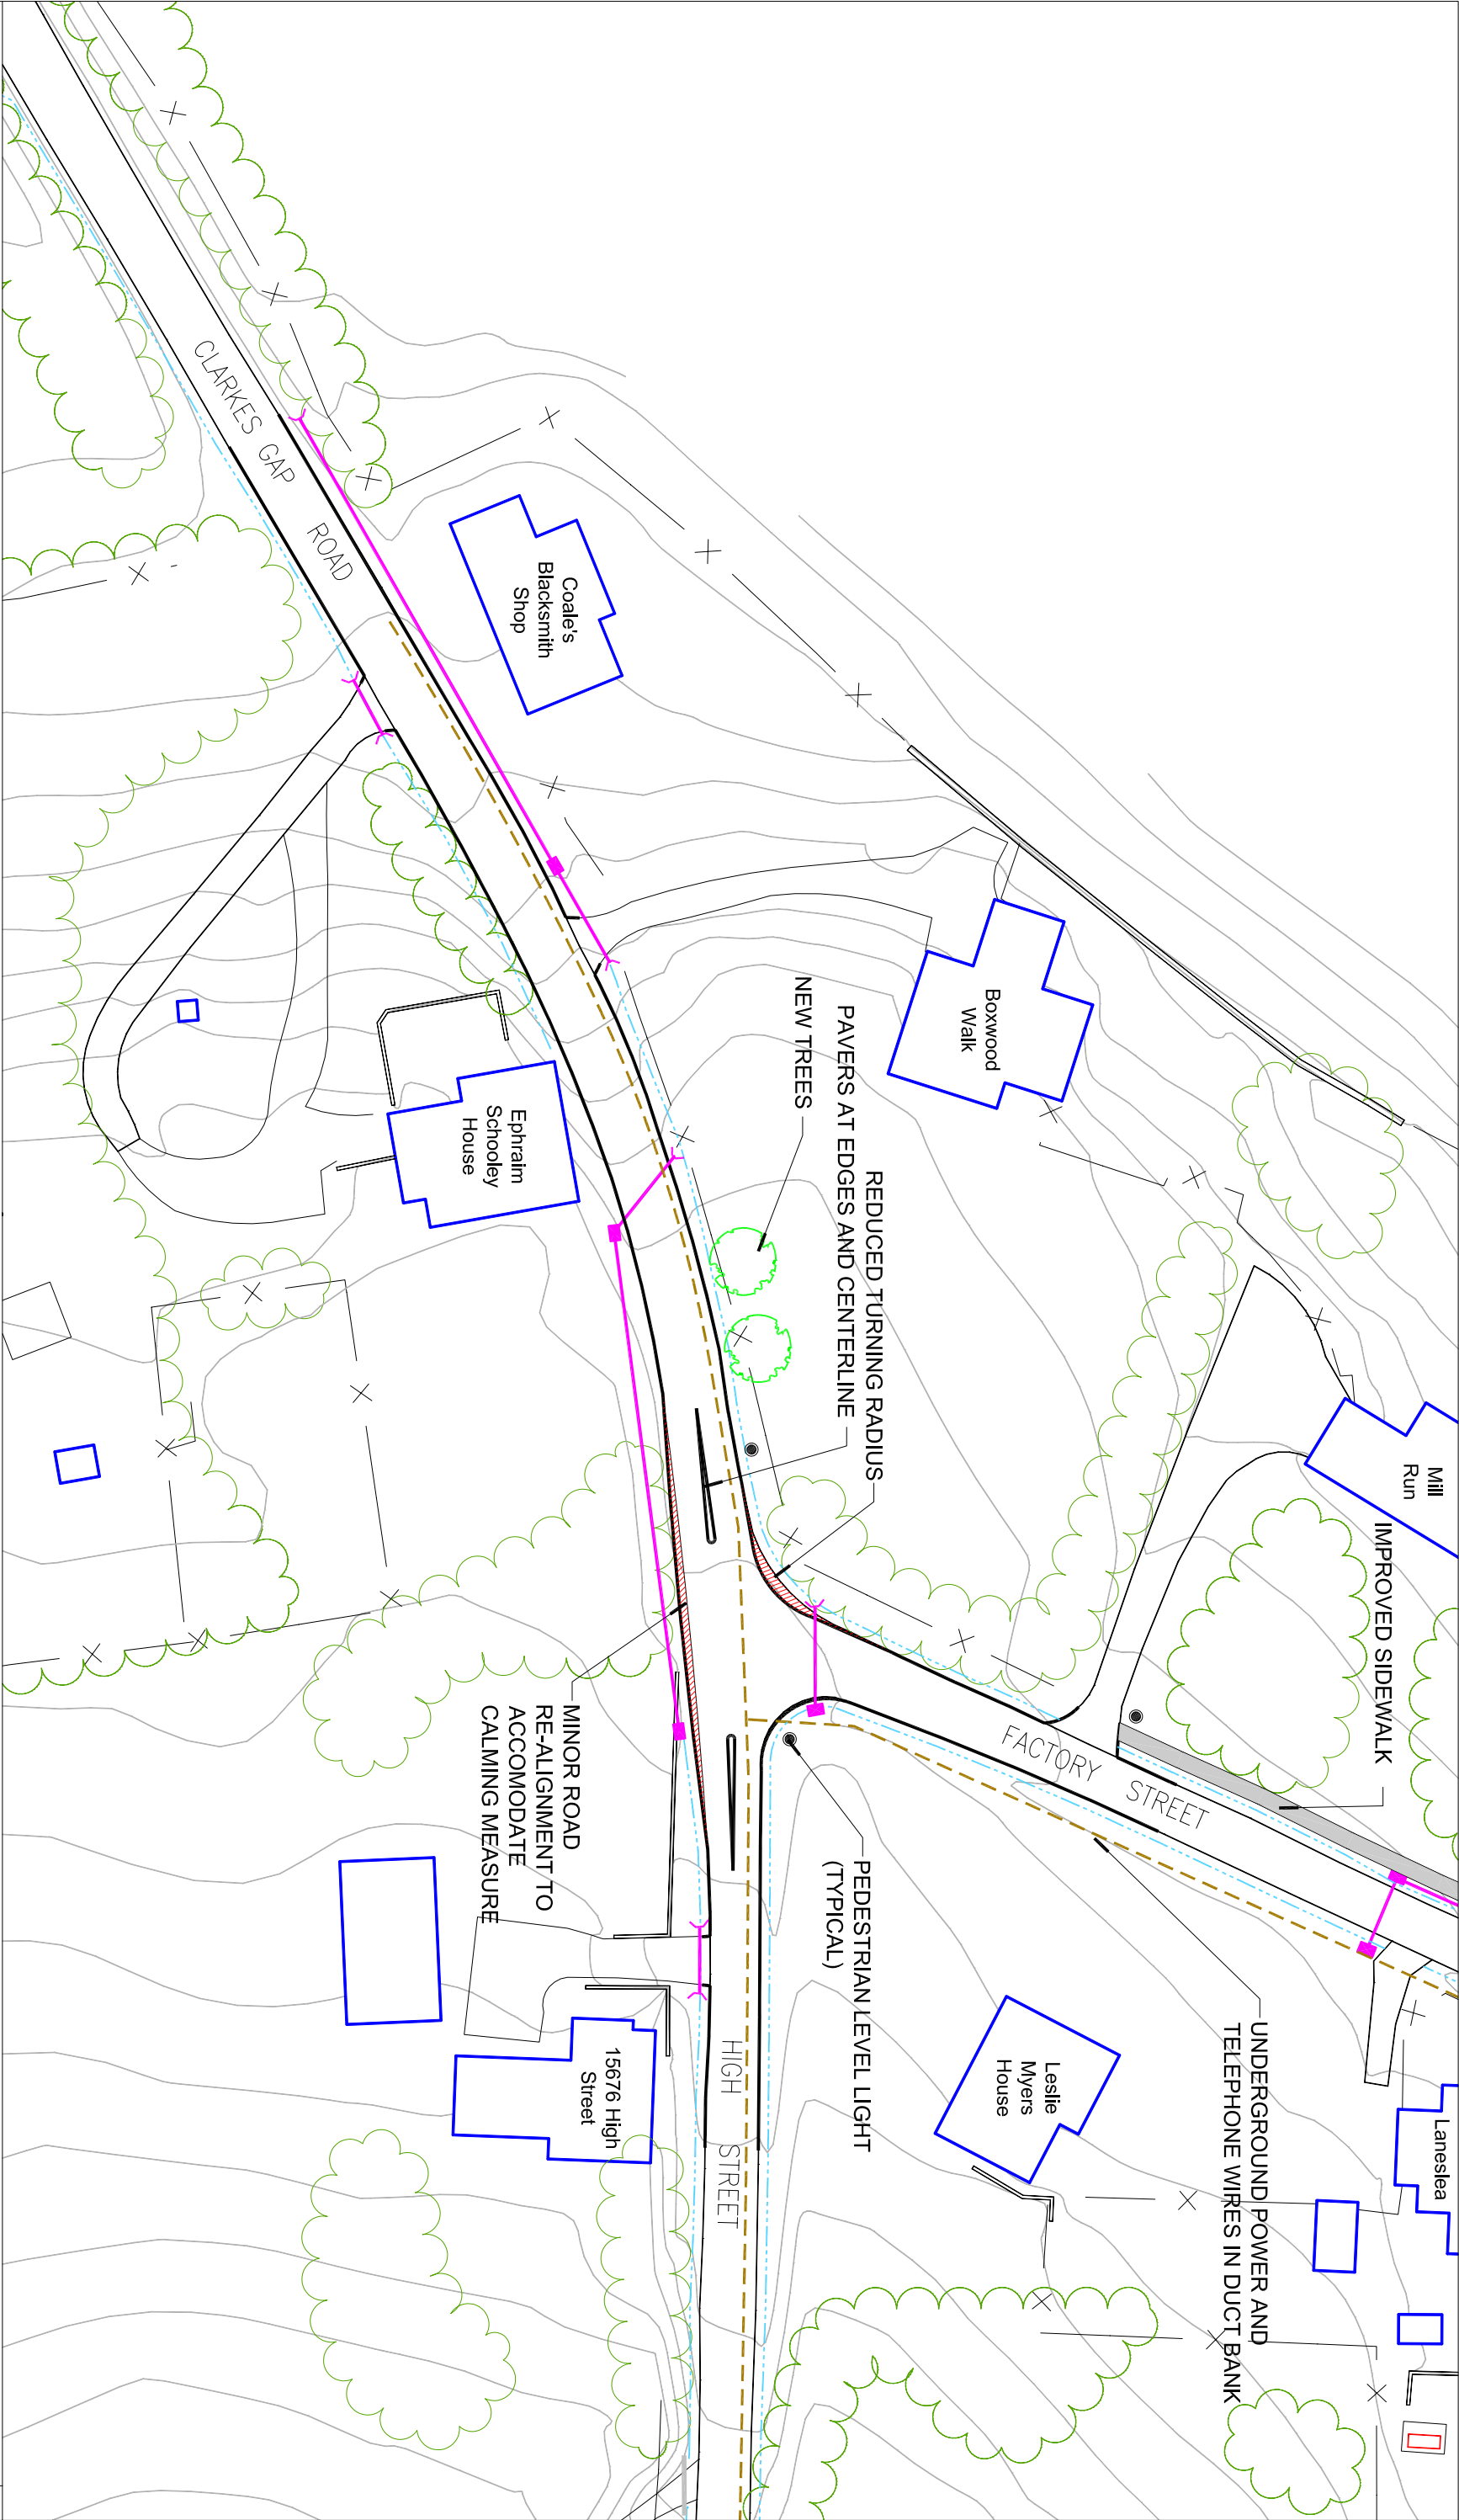 CLARKES GAP ROAD
Coale's
Blacksmith
Shop
Boxwood
Walk
NEW TREES
PAVERS AT EDGES AND CENTERLINE
REDUCED TURNING RADIUS
Ephraim
Schooley
House
Mill
Run
IMPROVED SIDEWALK
FACTORY STREET
MINOR ROAD
RE-ALIGNMENT TO
ACCOMODATE
CALMING MEASURE
PEDESTRIAN LEVEL LIGHT
(TYPICAL)
UNDERGROUND POWER AND
TELEPHONE WIRES IN DUCT BANK
Leslie
Myers
House
Laneslea
15676 High
Street
HIGH STREET